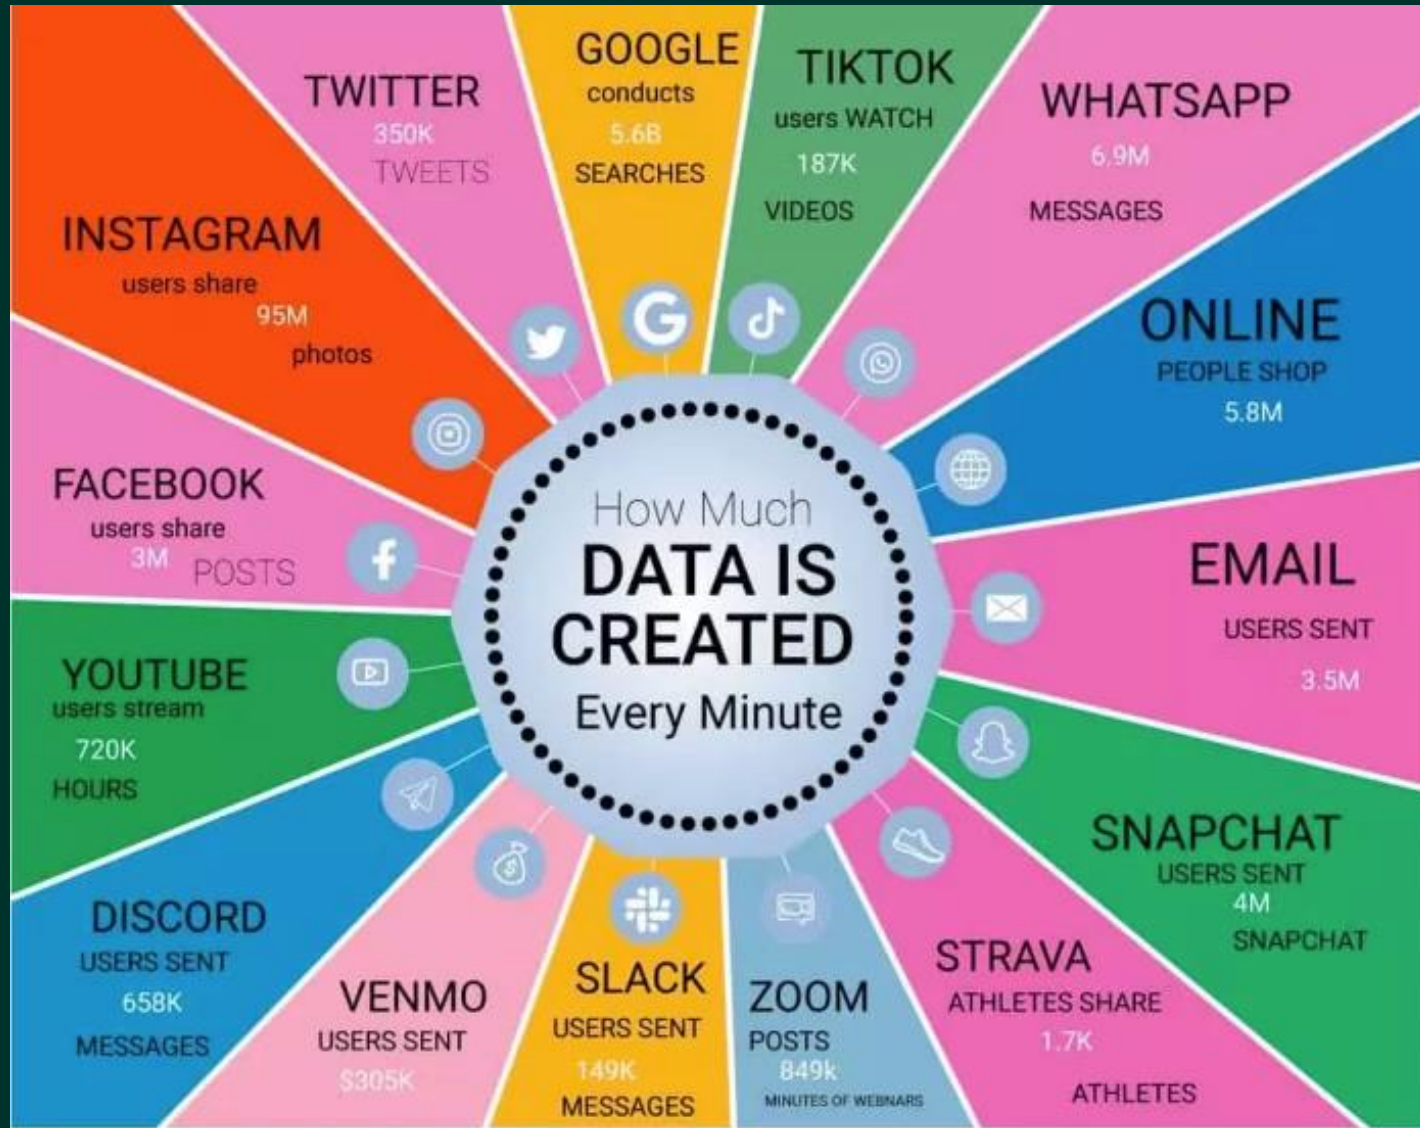 How Much
DATA IS
CREATED
Every Minute
GOOGLE
conducts
5.6B
SEARCHES
TIKTOK
users WATCH
187K
VIDEOS
WHATSAPP
6.9M
MESSAGES
ONLINE
PEOPLE SHOP
5.8M
EMAIL
USERS SENT
3.5M
SNAPCHAT
USERS SENT
4M
SNAPCHAT
STRAVA
ATHLETES SHARE
1.7K
ATHLETES
ZOOM
POSTS
849k
MINUTES OF WEBNARS
SLACK
USERS SENT
149K
MESSAGES
VENMO
USERS SENT
$305K
DISCORD
USERS SENT
658K
MESSAGES
YOUTUBE
users stream
720K
HOURS
FACEBOOK
users share
3M POSTS
INSTAGRAM
users share
95M
photos
TWITTER
350K
TWEETS